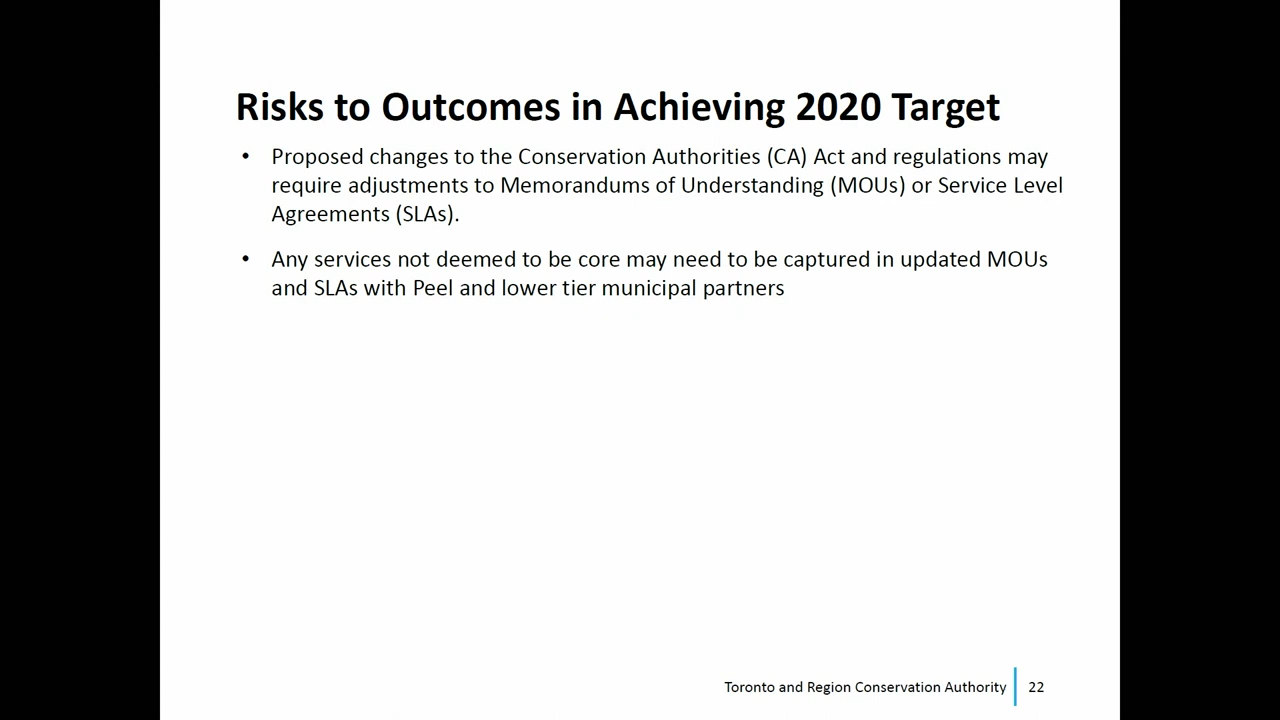 Risks to Outcomes in Achieving 2020 Target
• Proposed changes to the Conservation Authorities (CA) Act and regulations may
require adjustments to Memorandums of Understanding (MOUs) or Service Level
Agreements (SLAs).
• Any services not deemed to be core may need to be captured in updated MOUs
and SLAs with Peel and lower tier municipal partners
Toronto and Region Conservation Authority 22